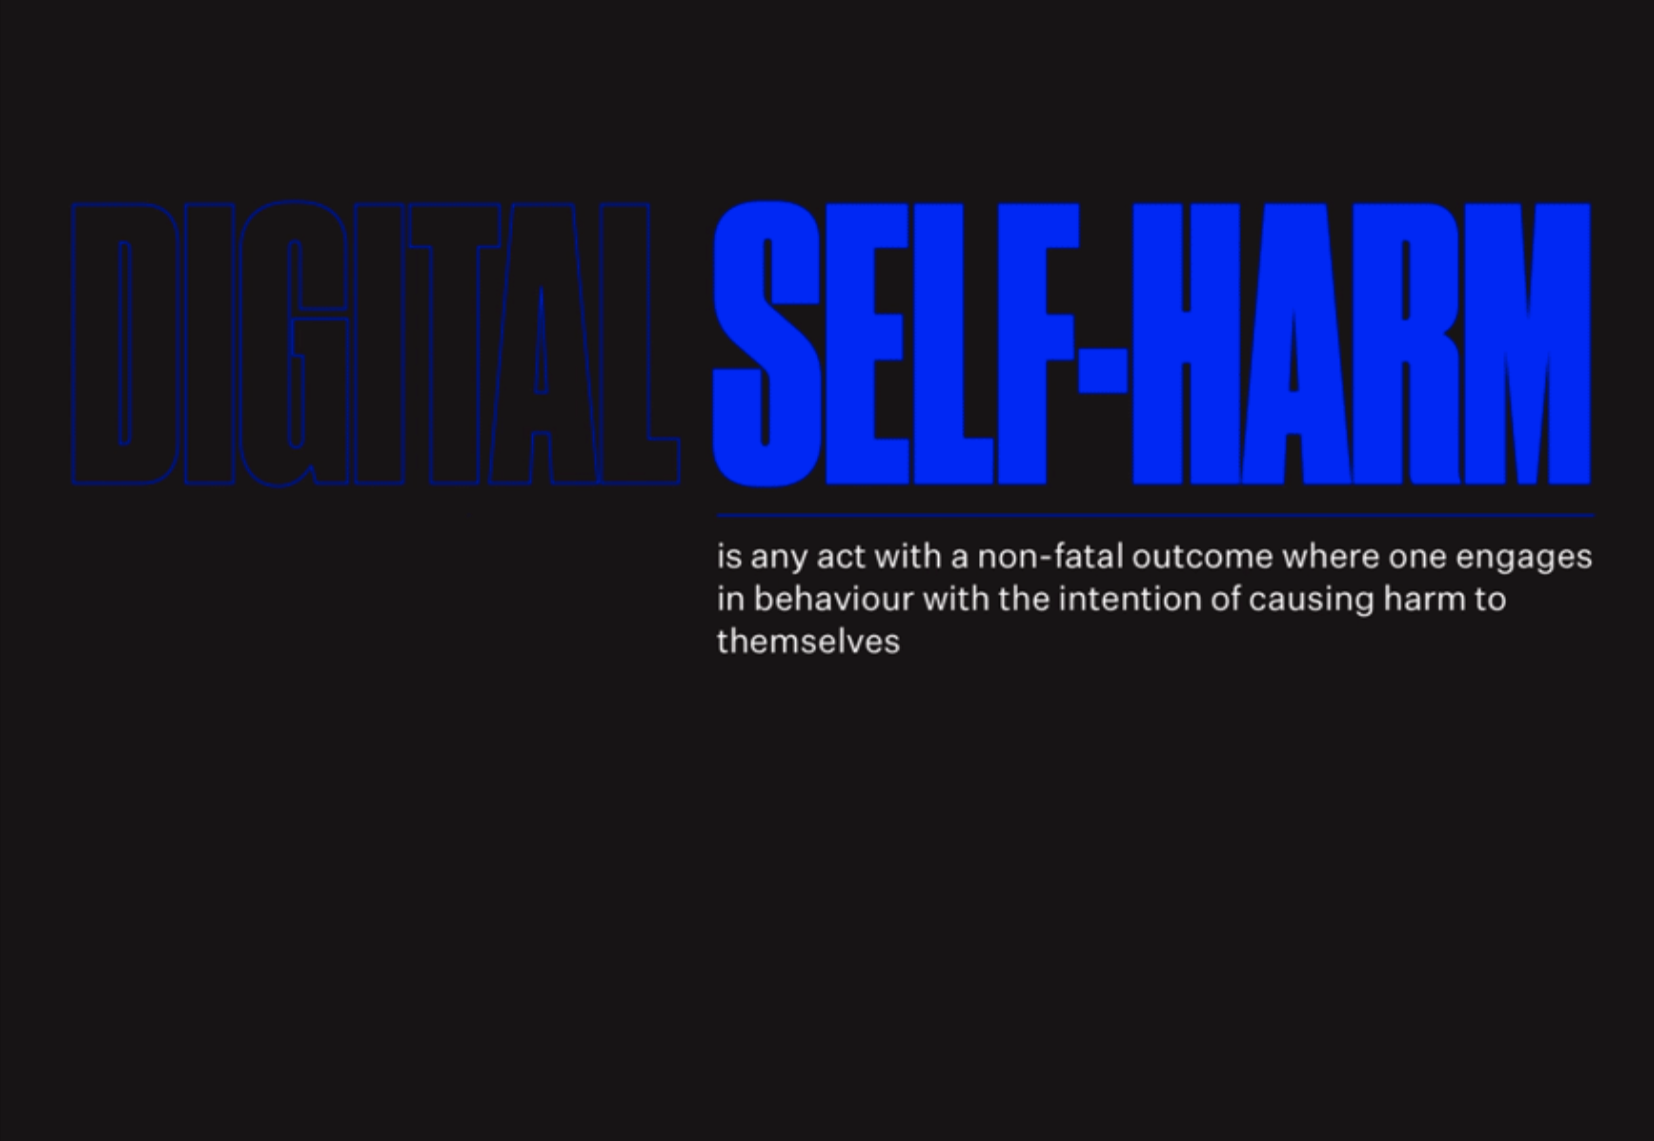 DIGITAL SELF-HARM
is any act with a non-fatal outcome where one engages
in behaviour with the intention of causing harm to
themselves